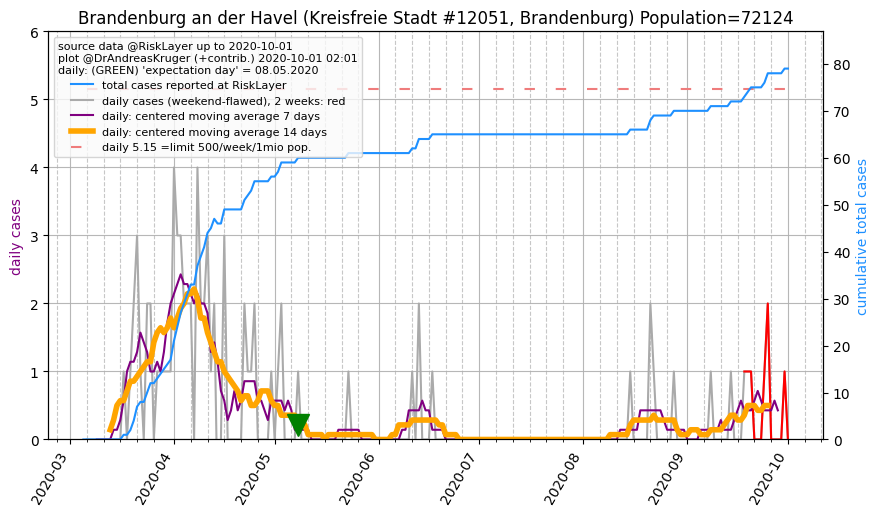 Brandenburg an der Havel (Kreisfreie Stadt #12051, Brandenburg) Population=72124
source data @RiskLayer up to 2020-10-01
plot @DrAndreasKruger (+contrib.) 2020-10-01 02:01
daily: (GREEN) 'expectation day' = 08.05.2020
total cases reported at RiskLayer
daily cases (weekend-flawed), 2 weeks: red
daily: centered moving average 7 days
daily: centered moving average 14 days
daily 5.15 =limit 500/week/1mio pop.
daily cases
6
5
4
3
2
1
0
cumulative total cases
80
70
60
50
40
30
20
10
0
2020-03
2020-04
2020-05
2020-06
2020-07
2020-08
2020-09
2020-10